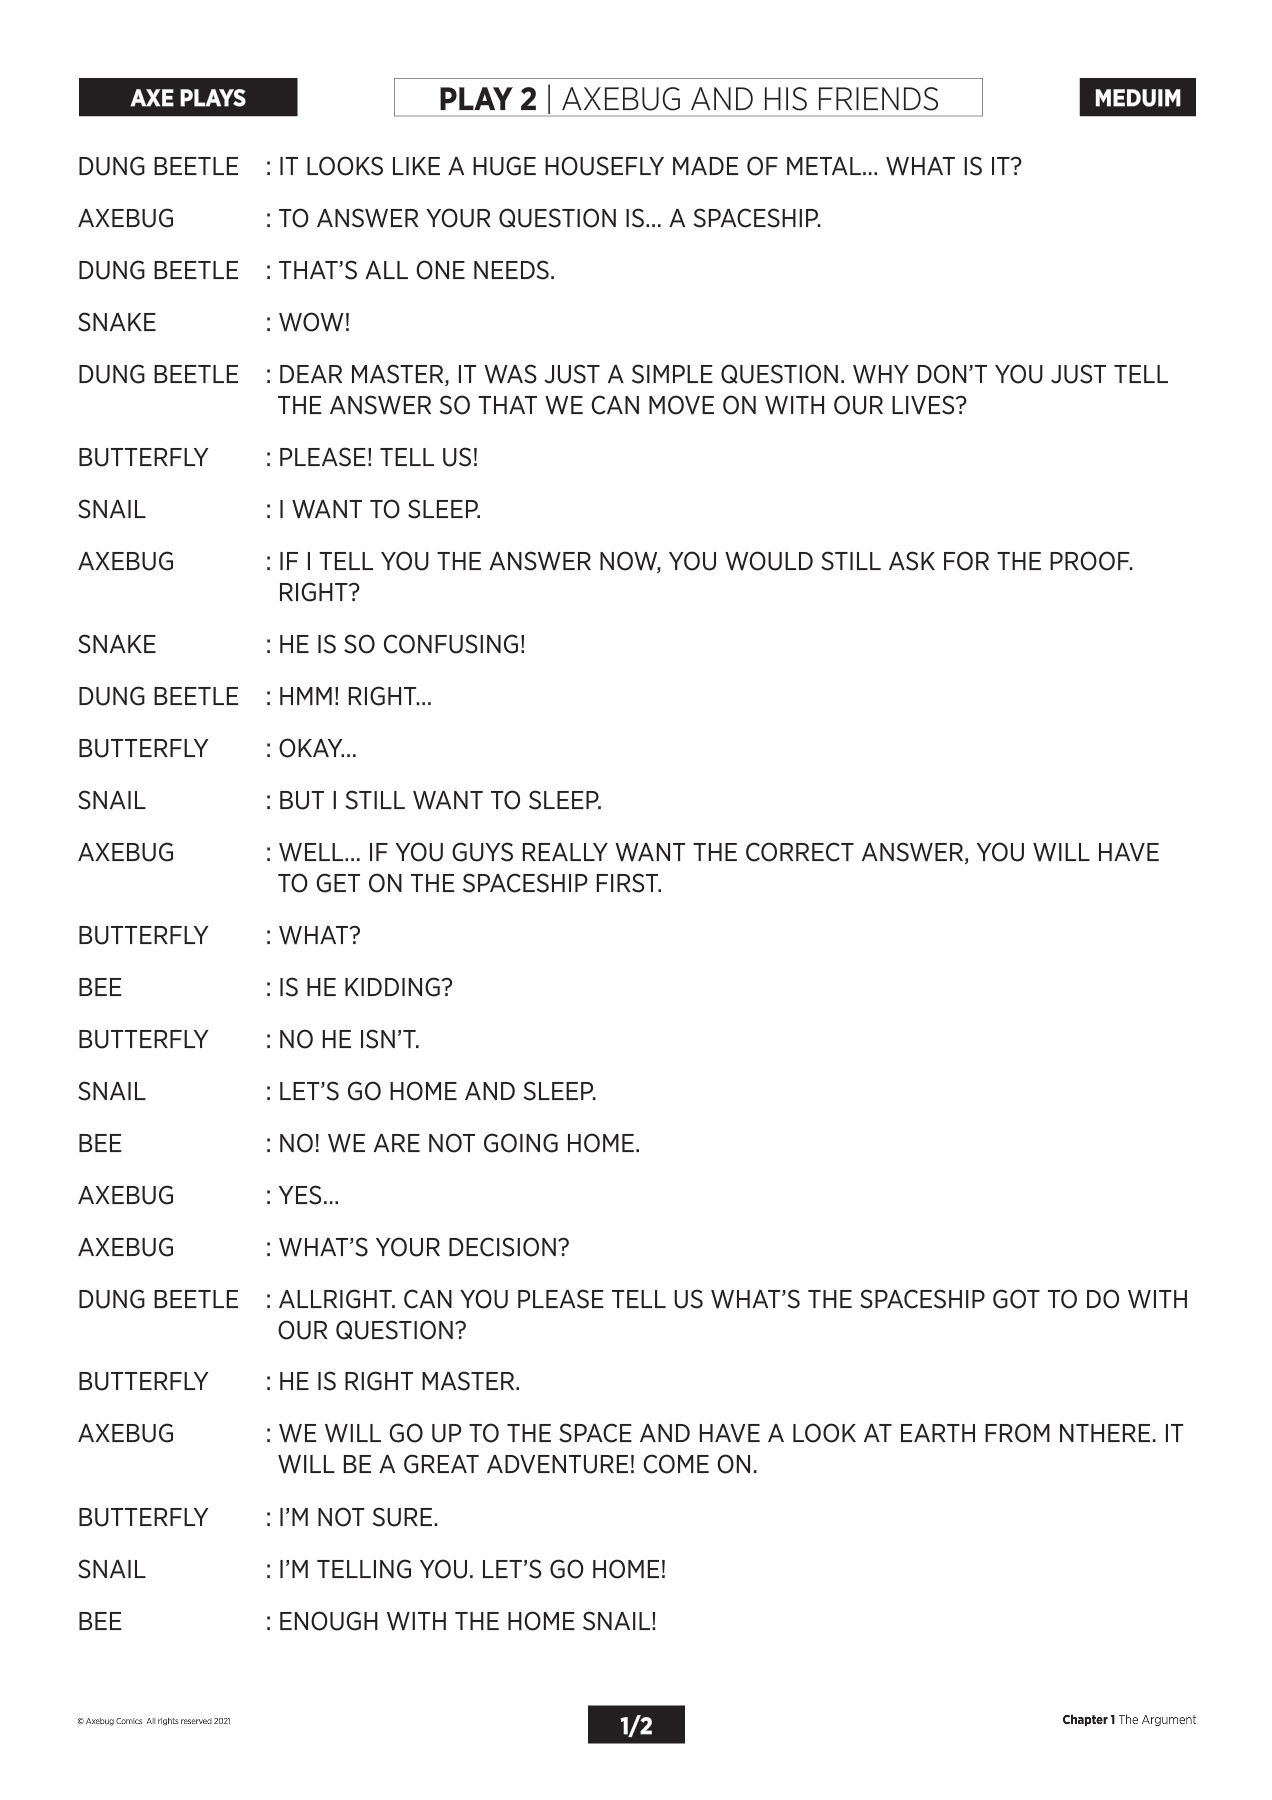 AXE PLAYS
PLAY 2 | AXEBUG AND HIS FRIENDS
MEDUIM
DUNG BEETLE : IT LOOKS LIKE A HUGE HOUSEFLY MADE OF METAL... WHAT IS IT?
AXEBUG : TO ANSWER YOUR QUESTION IS... A SPACESHIP.
DUNG BEETLE : THAT'S ALL ONE NEEDS.
SNAKE : WOW!
DUNG BEETLE : DEAR MASTER, IT WAS JUST A SIMPLE QUESTION. WHY DON'T YOU JUST TELL
THE ANSWER SO THAT WE CAN MOVE ON WITH OUR LIVES?
BUTTERFLY : PLEASE! TELL US!
SNAIL : I WANT TO SLEEP.
AXEBUG : IF I TELL YOU THE ANSWER NOW, YOU WOULD STILL ASK FOR THE PROOF.
RIGHT?
SNAKE : HE IS SO CONFUSING!
DUNG BEETLE : HMM! RIGHT...
BUTTERFLY : OKAY...
SNAIL : BUT I STILL WANT TO SLEEP.
AXEBUG : WELL... IF YOU GUYS REALLY WANT THE CORRECT ANSWER, YOU WILL HAVE
TO GET ON THE SPACESHIP FIRST.
BUTTERFLY : WHAT?
BEE : IS HE KIDDING?
BUTTERFLY : NO HE ISN'T.
SNAIL : LET'S GO HOME AND SLEEP.
BEE : NO! WE ARE NOT GOING HOME.
AXEBUG : YES...
AXEBUG : WHAT'S YOUR DECISION?
DUNG BEETLE : ALLRIGHT. CAN YOU PLEASE TELL US WHAT'S THE SPACESHIP GOT TO DO WITH
OUR QUESTION?
BUTTERFLY : HE IS RIGHT MASTER.
AXEBUG : WE WILL GO UP TO THE SPACE AND HAVE A LOOK AT EARTH FROM NTHERE. IT
WILL BE A GREAT ADVENTURE! COME ON.
BUTTERFLY : I'M NOT SURE.
SNAIL : I'M TELLING YOU. LET'S GO HOME!
BEE : ENOUGH WITH THE HOME SNAIL!
© Axebug Comics All rights reserved 2021
1/2
Chapter 1 The Argument